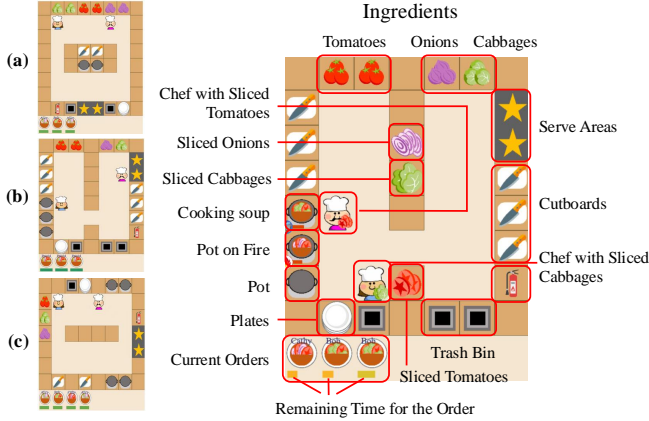 Ingredients
(a)
Tomatoes Onions Cabbages
Chef with Sliced
Tomatoes
Sliced Onions
Serve Areas
Sliced Cabbages
(b)
Cooking soup
Cutboards
Pot on Fire
Chef with Sliced
Cabbages
Pot
(c)
Plates
Cathy Bob Bob
Current Orders
Trash Bin
Sliced Tomatoes
Remaining Time for the Order